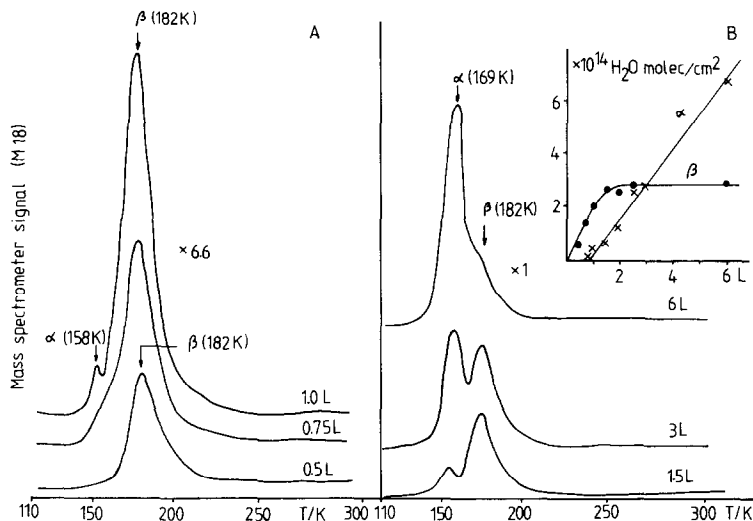 Mass spectrometer signal (M 18)
A
β (182K)
× 6.6
α (158K)
β (182K)
1.0 L
0.75L
0.5L
110 150 200 250 T/K 300
B
α (169K)
β (182K)
× 1
6L
3L
1.5L
110 150 200 250 T/K 300
×10¹⁴ H₂O molec/cm²
6
4
2
α
β
2 4 6 L